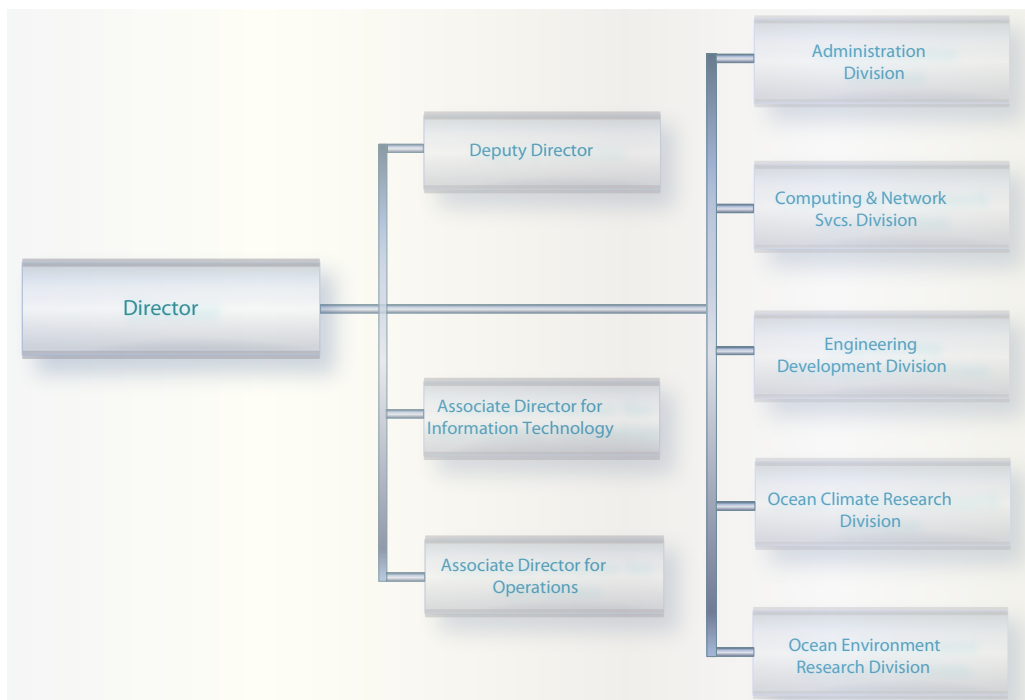 Director
Deputy Director
Associate Director for
Information Technology
Associate Director for
Operations
Administration
Division
Computing & Network
Svcs. Division
Engineering
Development Division
Ocean Climate Research
Division
Ocean Environment
Research Division